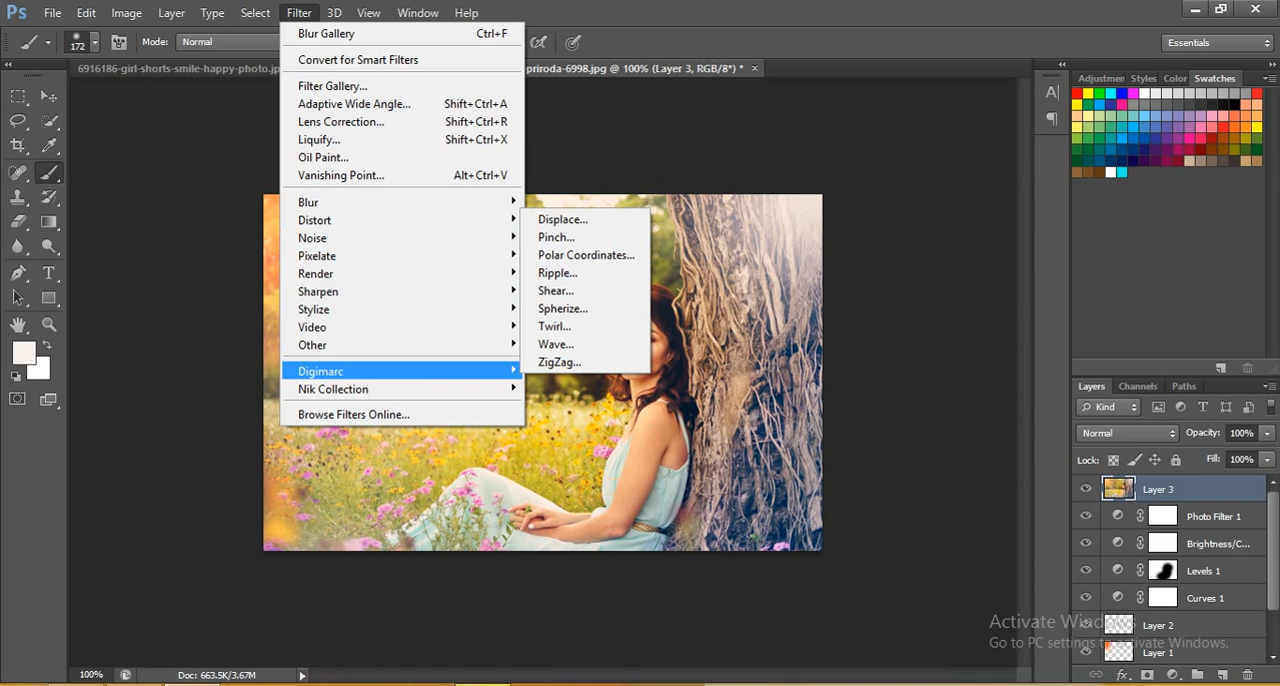 Ps File Edit Image Layer Type Select Filter 3D View Window Help
172 Mode: Normal Essentials
6916186-girl-shorts-smile-happy-photo.jp priroda-6998.jpg @ 100% (Layer 3, RGB/8*) * ×
Blur Gallery Ctrl+F
Convert for Smart Filters
Filter Gallery...
Adaptive Wide Angle... Shift+Ctrl+A
Lens Correction... Shift+Ctrl+R
Liquify... Shift+Ctrl+X
Oil Paint...
Vanishing Point... Alt+Ctrl+V
Blur
Distort
Noise
Pixelate
Render
Sharpen
Stylize
Video
Other
Digimarc
Nik Collection
Browse Filters Online...
Displace...
Pinch...
Polar Coordinates...
Ripple...
Shear...
Spherize...
Twirl...
Wave...
ZigZag...
Adjustmen Styles Color Swatches
Layers Channels Paths
Kind
Normal Opacity: 100%
Lock: Fill: 100%
Layer 3
Photo Filter 1
Brightness/C...
Levels 1
Curves 1
Layer 2
Layer 1
Activate Windows
Go to PC settings to activate Windows.
100% Doc: 663.5K/3.67M